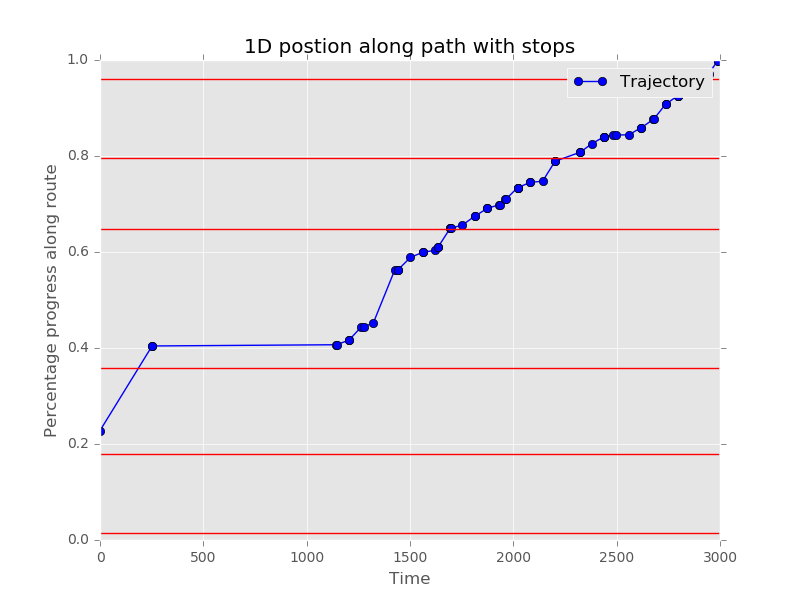 1D postion along path with stops
Trajectory
Percentage progress along route
1.0
0.8
0.6
0.4
0.2
0.0
0 500 1000 1500 2000 2500 3000
Time